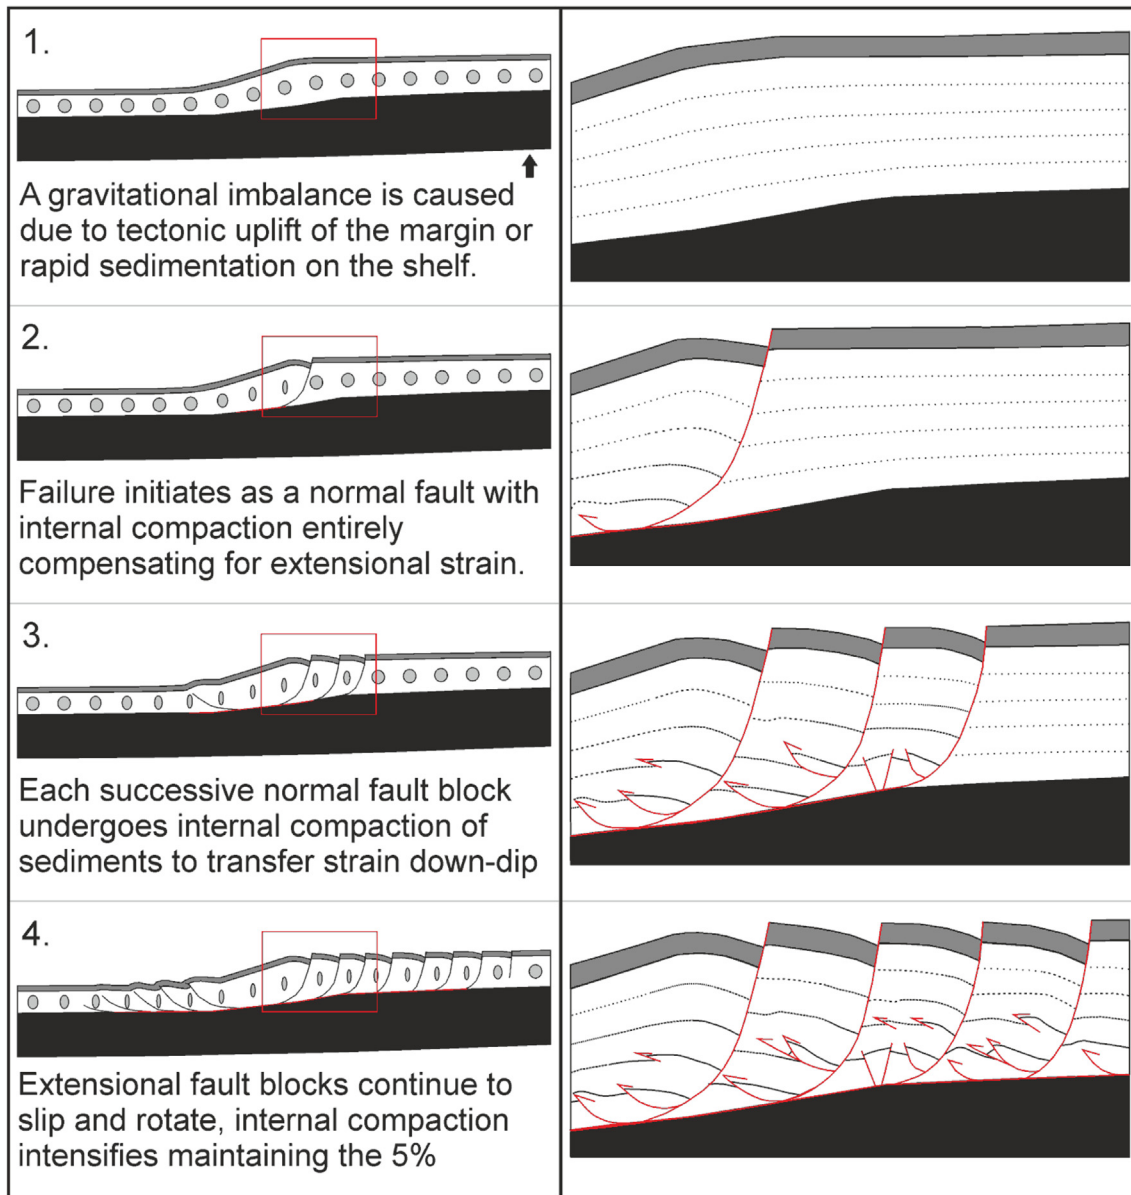 1.
A gravitational imbalance is caused
due to tectonic uplift of the margin or
rapid sedimentation on the shelf.
2.
Failure initiates as a normal fault with
internal compaction entirely
compensating for extensional strain.
3.
Each successive normal fault block
undergoes internal compaction of
sediments to transfer strain down-dip
4.
Extensional fault blocks continue to
slip and rotate, internal compaction
intensifies maintaining the 5%